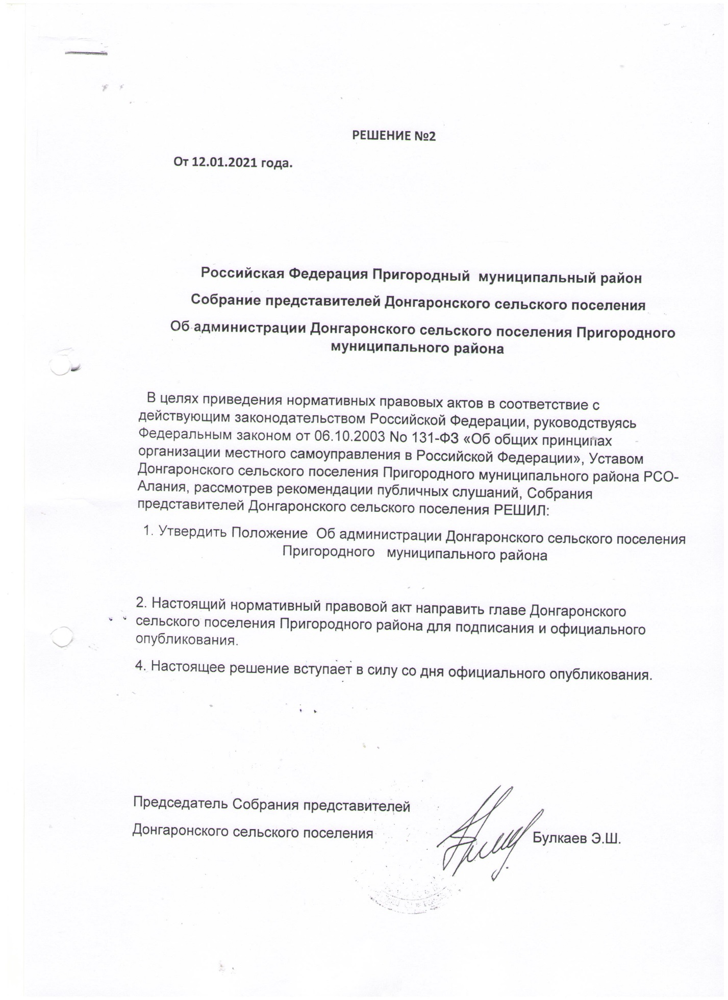 РЕШЕНИЕ №2
От 12.01.2021 года.
Российская Федерация Пригородный муниципальный район
Собрание представителей Донгаронского сельского поселения
Об администрации Донгаронского сельского поселения Пригородного
муниципального района
В целях приведения нормативных правовых актов в соответствие с
действующим законодательством Российской Федерации, руководствуясь
Федеральным законом от 06.10.2003 No 131-ФЗ «Об общих принципах
организации местного самоуправления в Российской Федерации», Уставом
Донгаронского сельского поселения Пригородного муниципального района РСО-
Алания, рассмотрев рекомендации публичных слушаний, Собрания
представителей Донгаронского сельского поселения РЕШИЛ:
1. Утвердить Положение Об администрации Донгаронского сельского поселения
Пригородного муниципального района
2. Настоящий нормативный правовой акт направить главе Донгаронского
сельского поселения Пригородного района для подписания и официального
опубликования.
4. Настоящее решение вступает в силу со дня официального опубликования.
Председатель Собрания представителей
Донгаронского сельского поселения Булкаев Э.Ш.